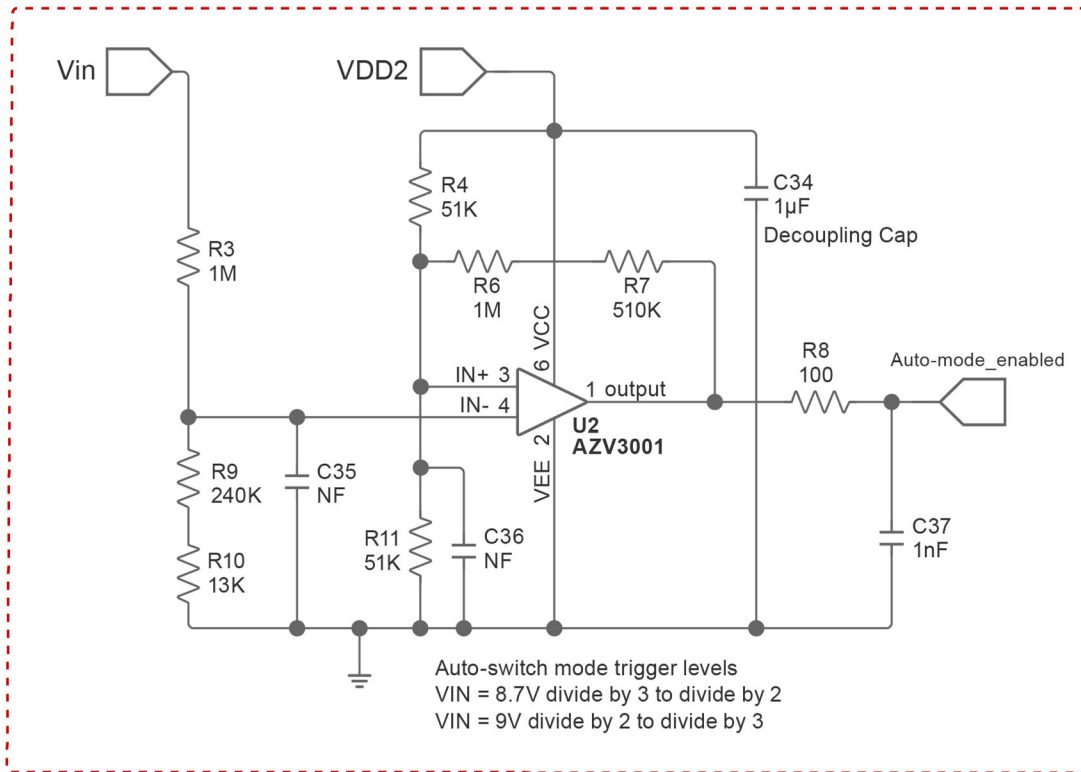 Vin
VDD2
R4
51K
C34
1µF
Decoupling Cap
R3
1M
R6
1M
R7
510K
6 VCC
R8
100
Auto-mode_enabled
IN+ 3
IN- 4
1 output
U2
AZV3001
VEE 2
R9
240K
C35
NF
R11
51K
C36
NF
C37
1nF
R10
13K
Auto-switch mode trigger levels
VIN = 8.7V divide by 3 to divide by 2
VIN = 9V divide by 2 to divide by 3